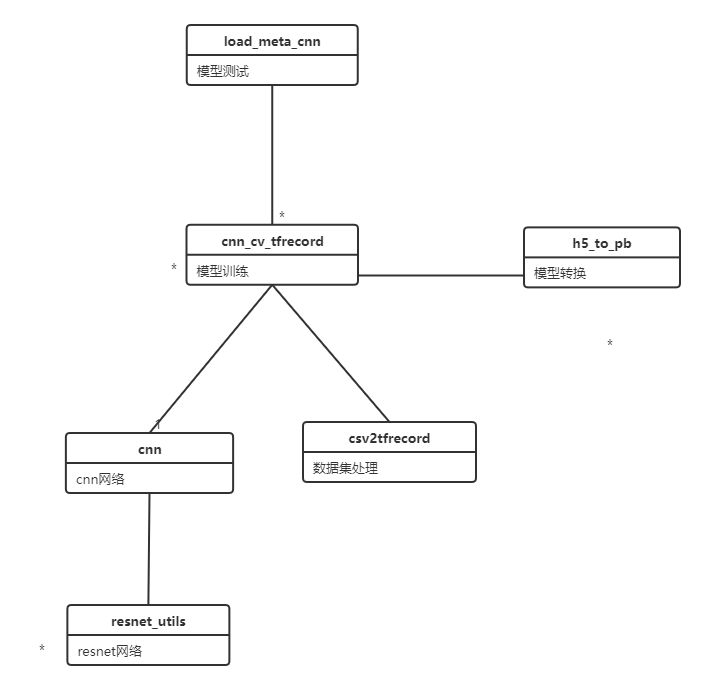 load_meta_cnn
模型测试
*
cnn_cv_tfrecord
* 模型训练
h5_to_pb
模型转换
*
1
cnn
cnn网络
csv2tfrecord
数据集处理
resnet_utils
* resnet网络